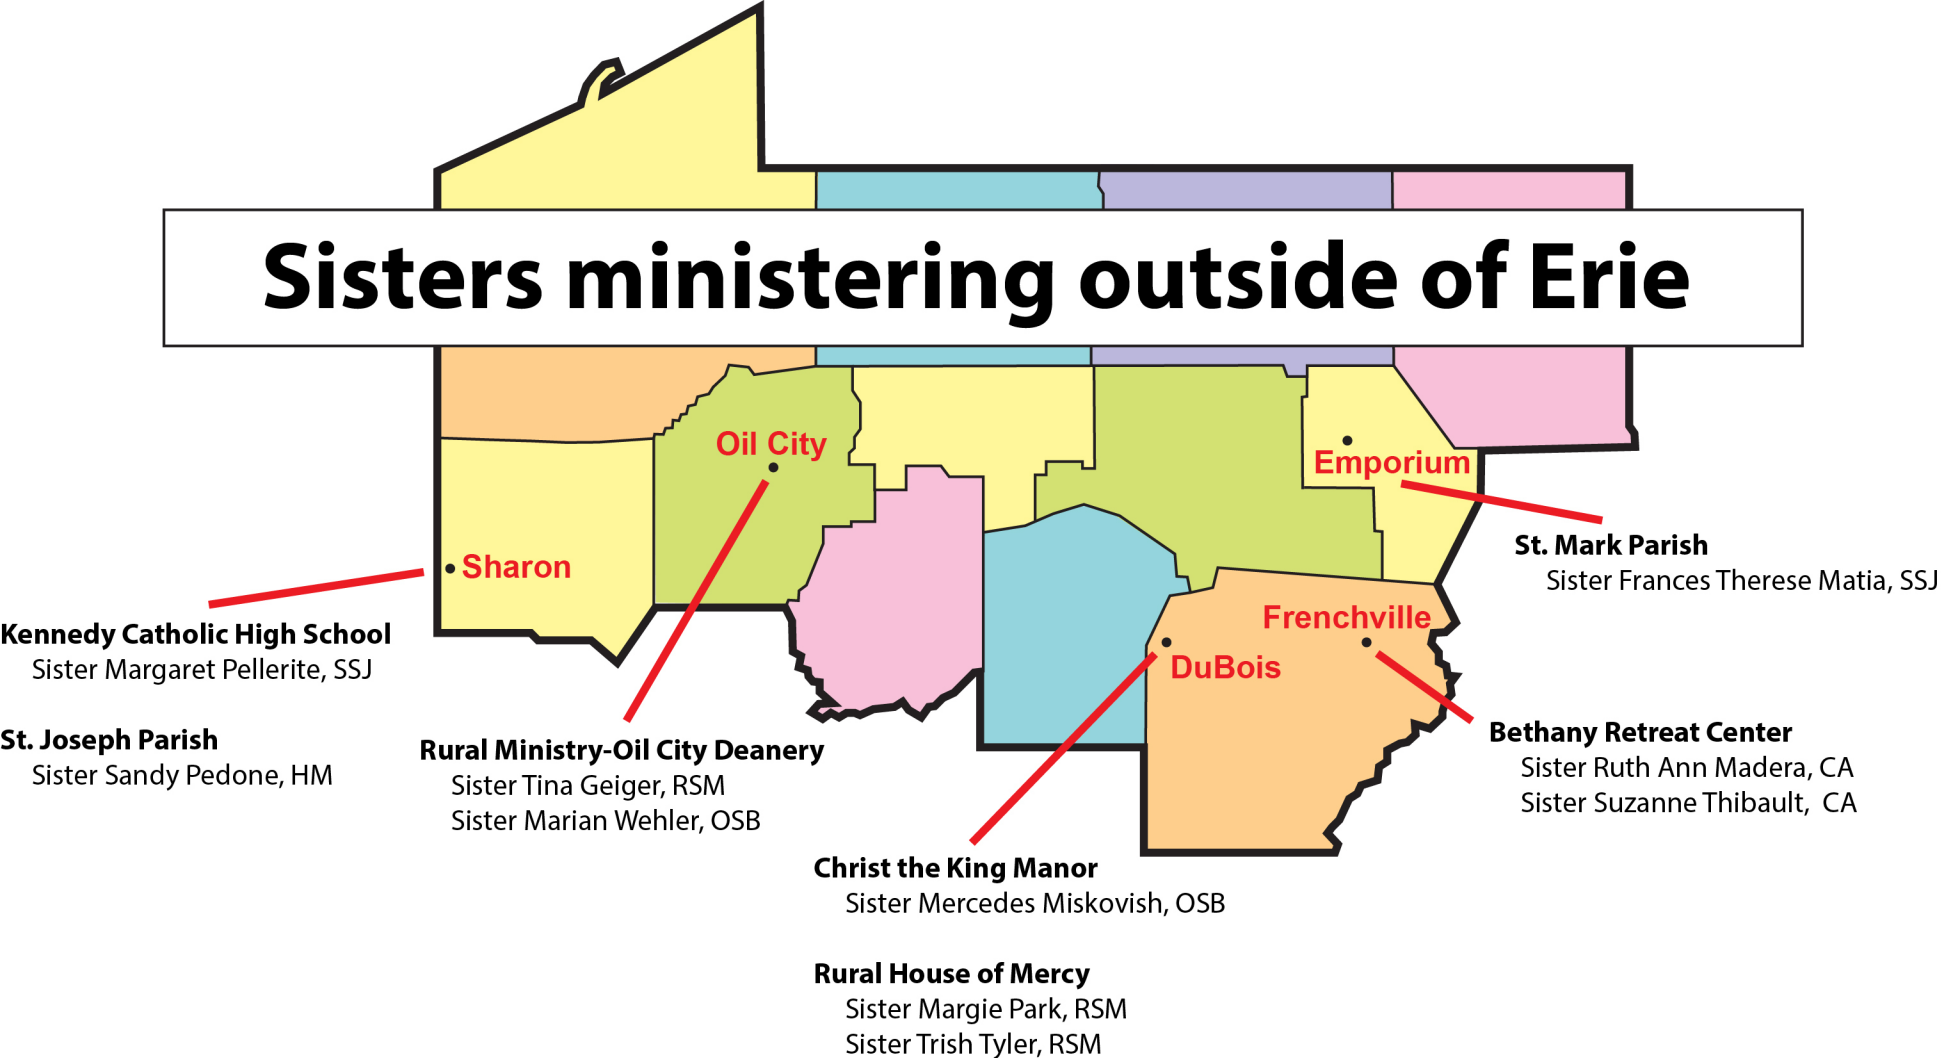 Sisters ministering outside of Erie
Oil City
Emporium
Sharon
Frenchville
DuBois
St. Mark Parish
Sister Frances Therese Matia, SSJ
Kennedy Catholic High School
Sister Margaret Pellerite, SSJ
St. Joseph Parish
Sister Sandy Pedone, HM
Rural Ministry-Oil City Deanery
Sister Tina Geiger, RSM
Sister Marian Wehler, OSB
Bethany Retreat Center
Sister Ruth Ann Madera, CA
Sister Suzanne Thibault, CA
Christ the King Manor
Sister Mercedes Miskovish, OSB
Rural House of Mercy
Sister Margie Park, RSM
Sister Trish Tyler, RSM